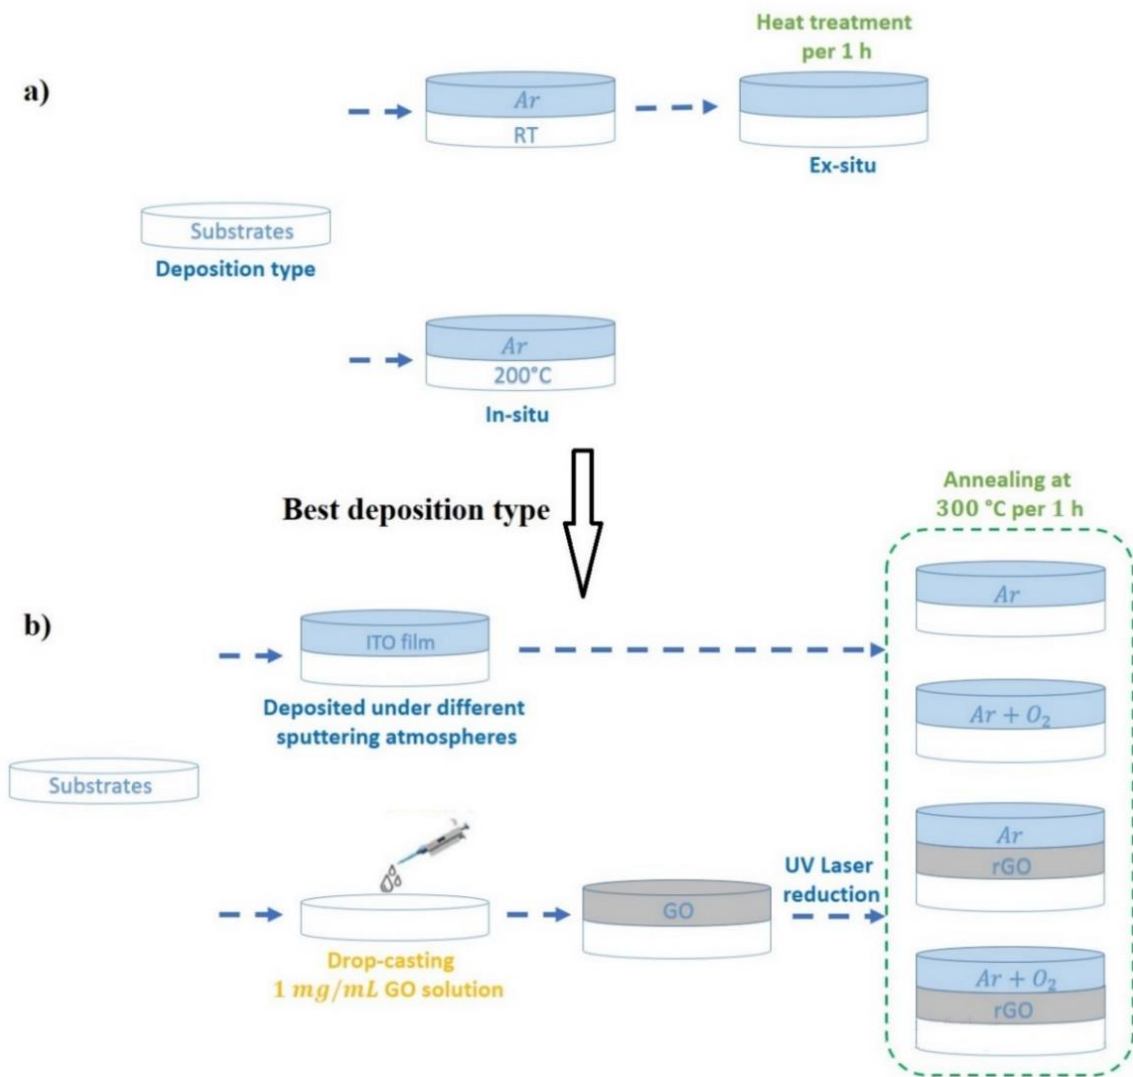 a)
Heat treatment
per 1 h
Ar
RT
Ex-situ
Substrates
Deposition type
Ar
200°C
In-situ
Best deposition type
Annealing at
300 °C per 1 h
b)
ITO film
Deposited under different
sputtering atmospheres
Ar
Ar + O₂
Substrates
Drop-casting
1 mg/mL GO solution
GO
UV Laser
reduction
Ar
rGO
Ar + O₂
rGO